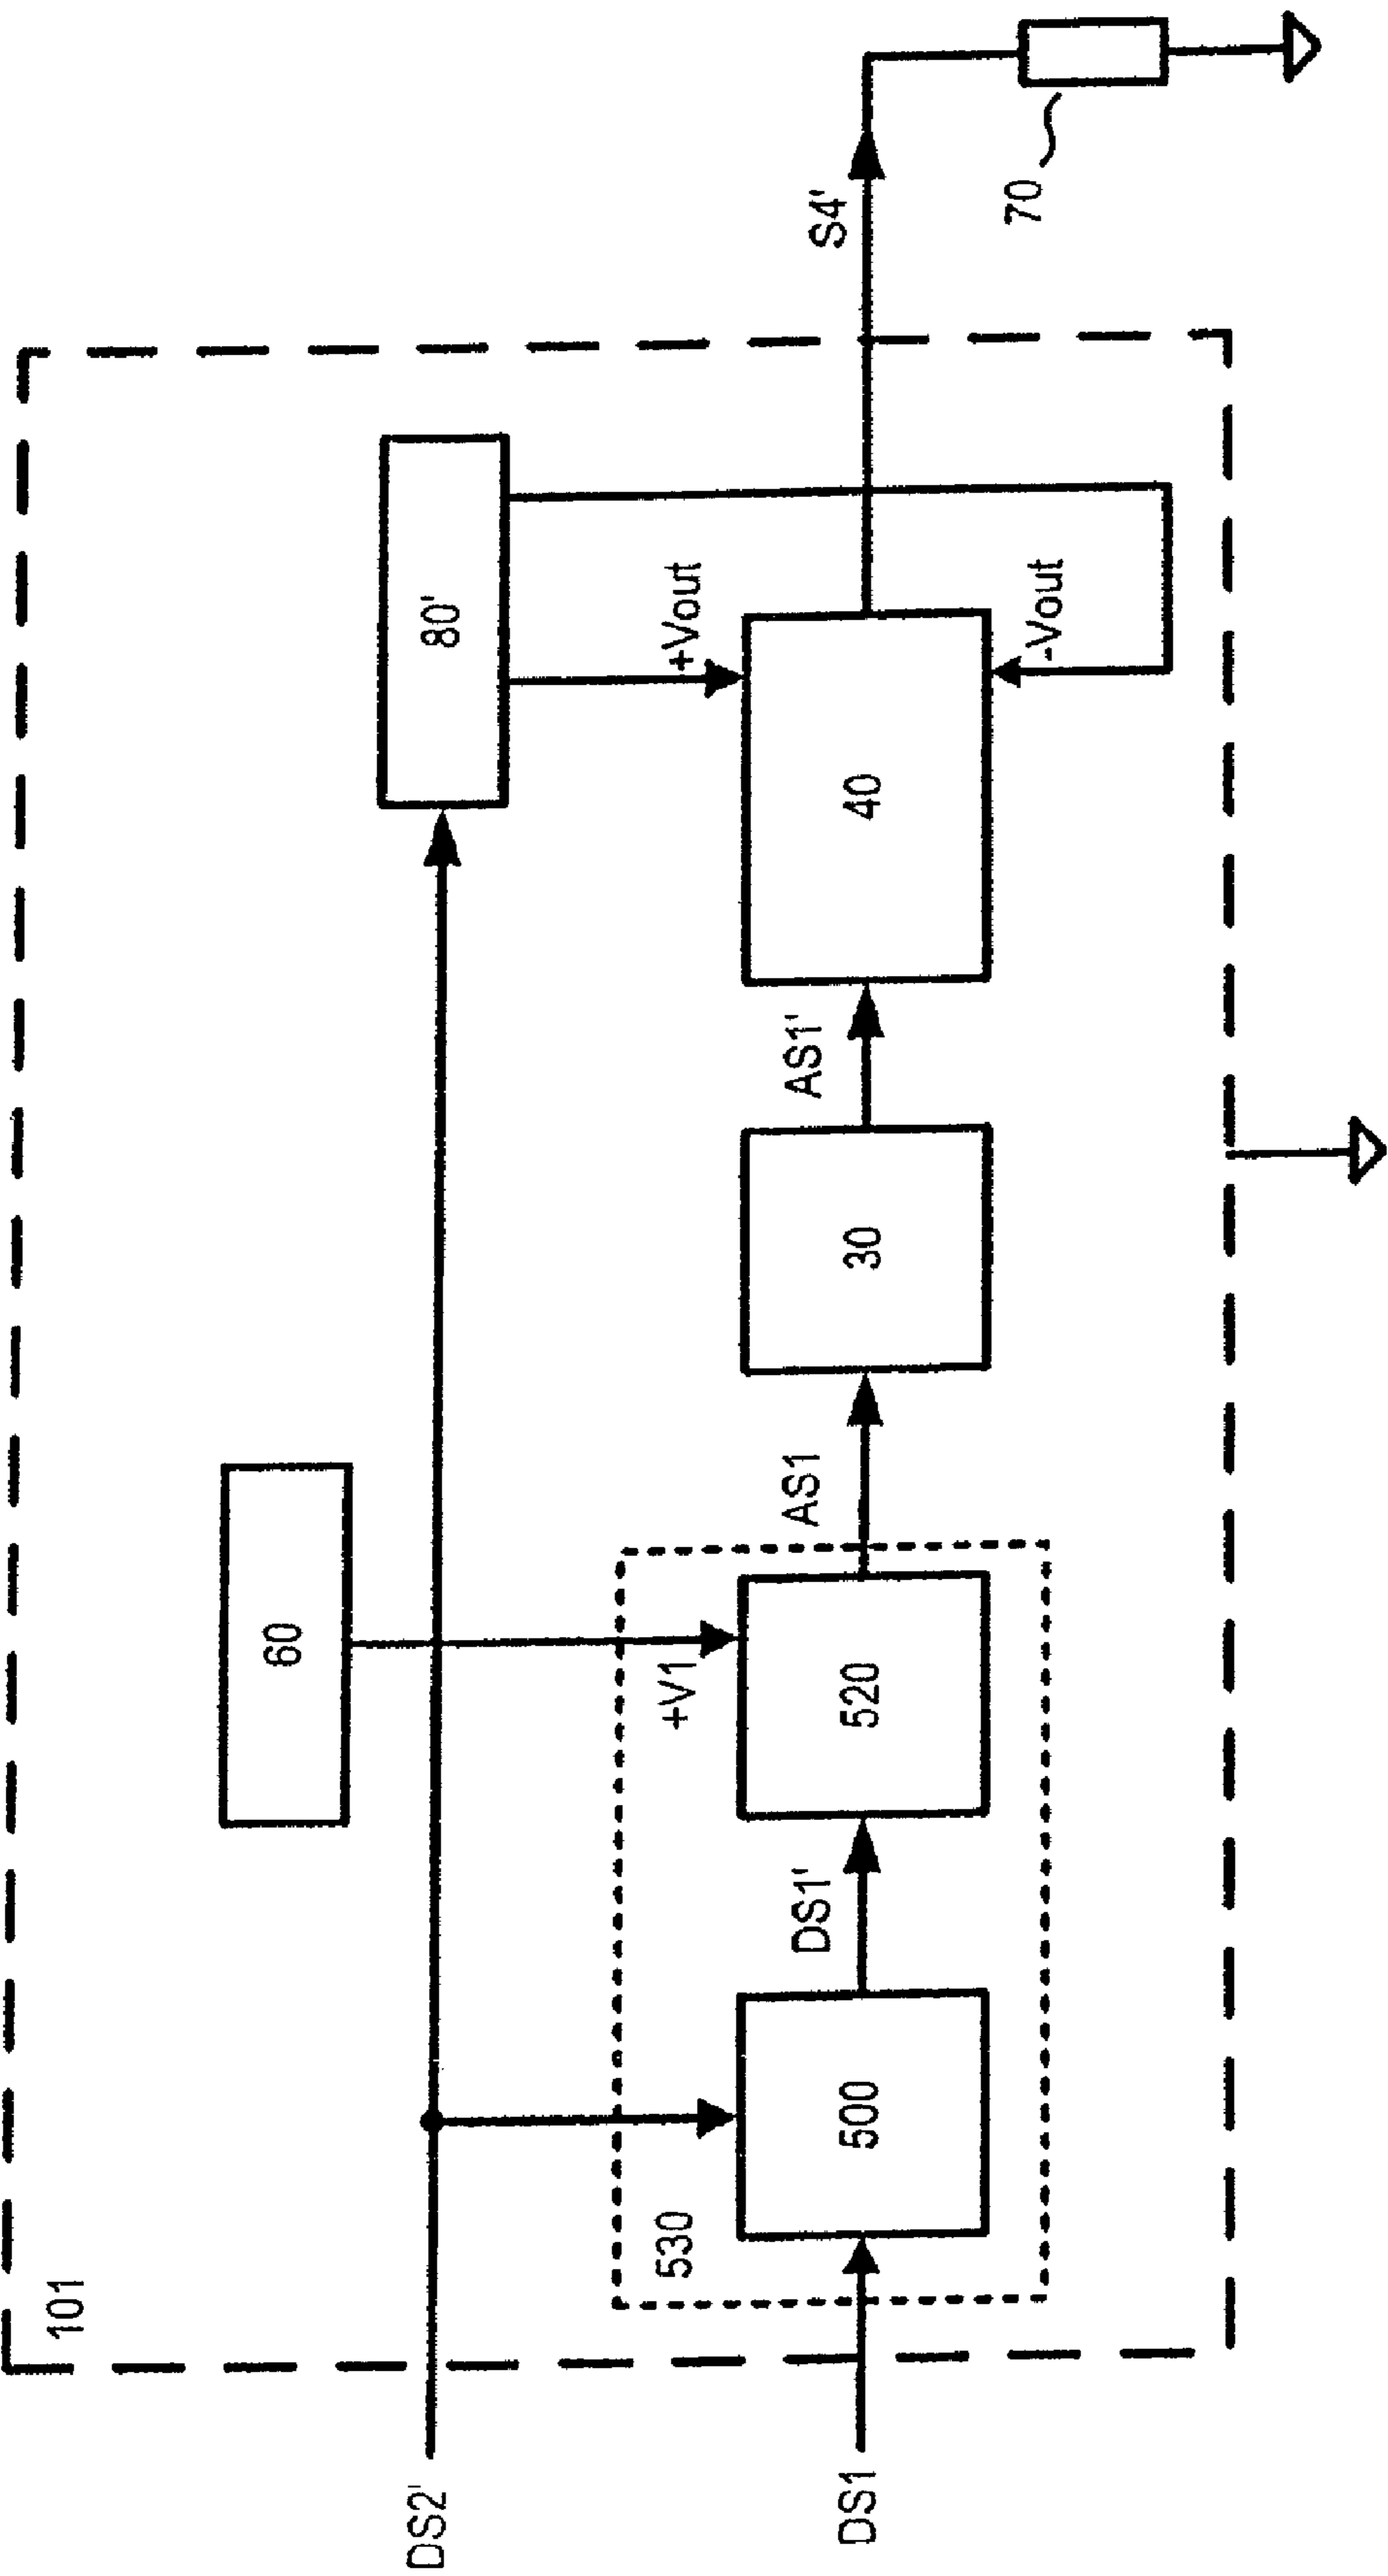 101
60
80'
DS2'
530
+V1
+Vout
DS1
500
DS1'
520
AS1
30
AS1'
40
-Vout
S4'
70